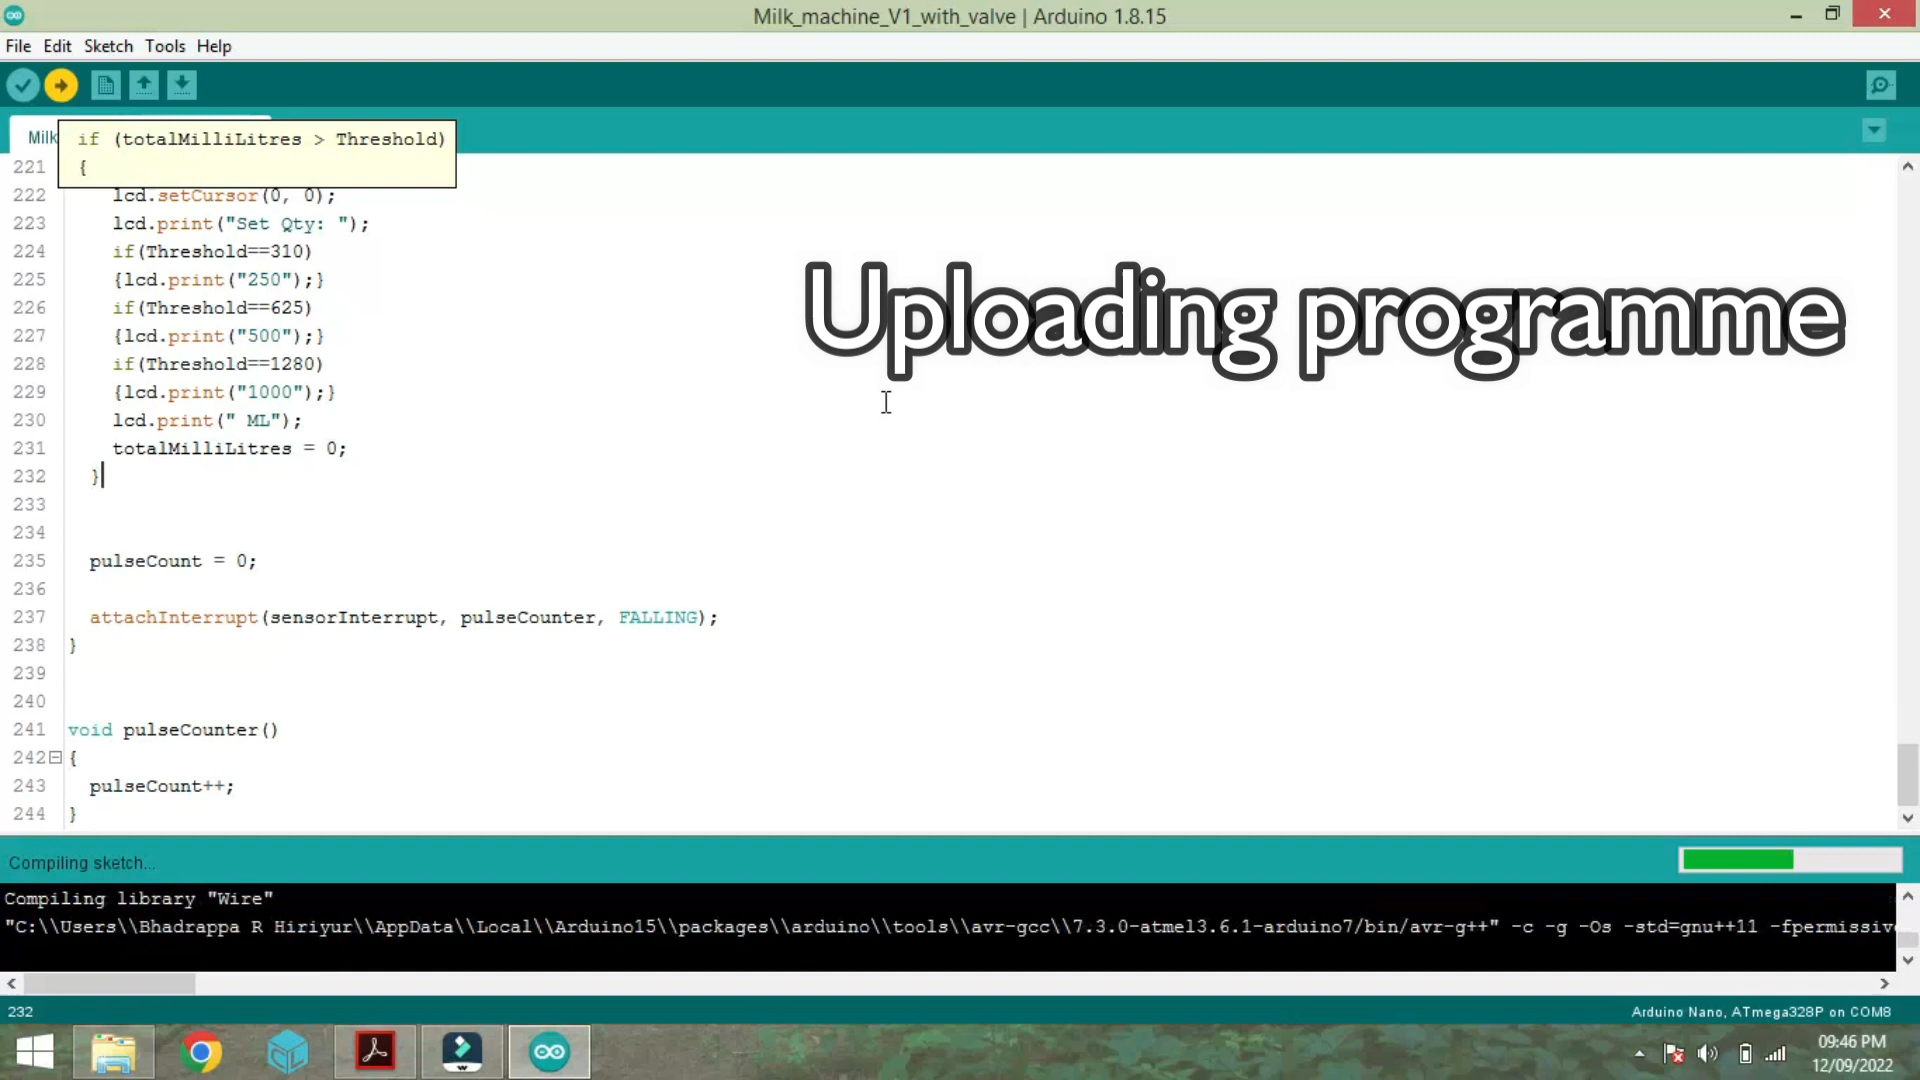 Milk_machine_V1_with_valve | Arduino 1.8.15
File Edit Sketch Tools Help
Milk
if (totalMilliLitres > Threshold)
{
221
222 lcd.setCursor(0, 0);
223 lcd.print("Set Qty: ");
224 if(Threshold==310)
225 {lcd.print("250");}
226 if(Threshold==625)
227 {lcd.print("500");}
228 if(Threshold==1280)
229 {lcd.print("1000");}
230 lcd.print(" ML");
231 totalMilliLitres = 0;
232 }
233
234
235 pulseCount = 0;
236
237 attachInterrupt(sensorInterrupt, pulseCounter, FALLING);
238 }
239
240
241 void pulseCounter()
242 {
243 pulseCount++;
244 }
Uploading programme
Compiling sketch...
Compiling library "Wire"
"C:\\Users\\Bhadrappa R Hiriyur\\AppData\\Local\\Arduino15\\packages\\arduino\\tools\\avr-gcc\\7.3.0-atmel3.6.1-arduino7/bin/avr-g++" -c -g -Os -std=gnu++11 -fpermissiv
232
Arduino Nano, ATmega328P on COM8
09:46 PM
12/09/2022